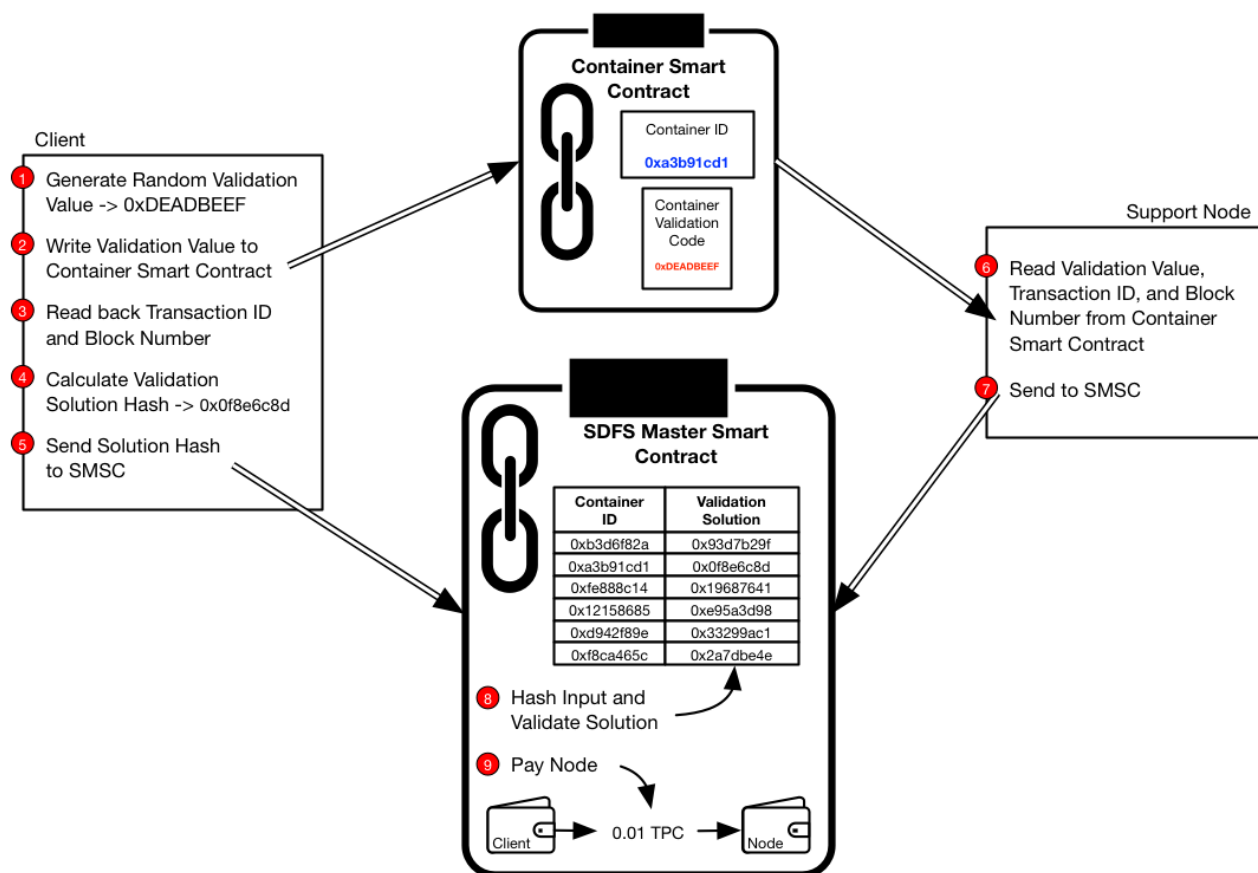 Container Smart
Contract
Container ID
0xa3b91cd1
Container
Validation
Code
0xDEADBEEF
Client
1 Generate Random Validation
Value -> 0xDEADBEEF
2 Write Validation Value to
Container Smart Contract
3 Read back Transaction ID
and Block Number
4 Calculate Validation
Solution Hash -> 0x0f8e6c8d
5 Send Solution Hash
to SMSC
Support Node
6 Read Validation Value,
Transaction ID, and Block
Number from Container
Smart Contract
7 Send to SMSC
SDFS Master Smart
Contract
Container ID Validation Solution
0xb3d6f82a 0x93d7b29f
0xa3b91cd1 0x0f8e6c8d
0xfe888c14 0x19687641
0x12158685 0xe95a3d98
0xd942f89e 0x33299ac1
0xf8ca465c 0x2a7dbe4e
8 Hash Input and
Validate Solution
9 Pay Node
Client 0.01 TPC Node